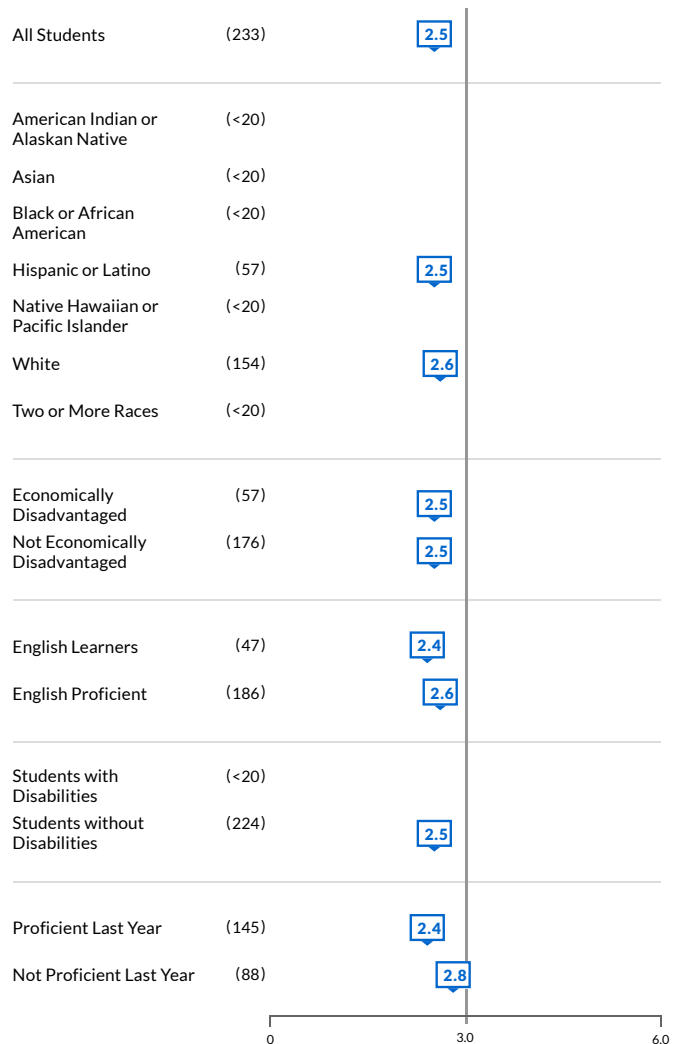 All Students (233) 2.5
American Indian or (<20)
Alaskan Native
Asian (<20)
Black or African (<20)
American
Hispanic or Latino (57) 2.5
Native Hawaiian or (<20)
Pacific Islander
White (154) 2.6
Two or More Races (<20)
Economically (57) 2.5
Disadvantaged
Not Economically (176) 2.5
Disadvantaged
English Learners (47) 2.4
English Proficient (186) 2.6
Students with (<20)
Disabilities
Students without (224) 2.5
Disabilities
Proficient Last Year (145) 2.4
Not Proficient Last Year (88) 2.8
0 3.0 6.0